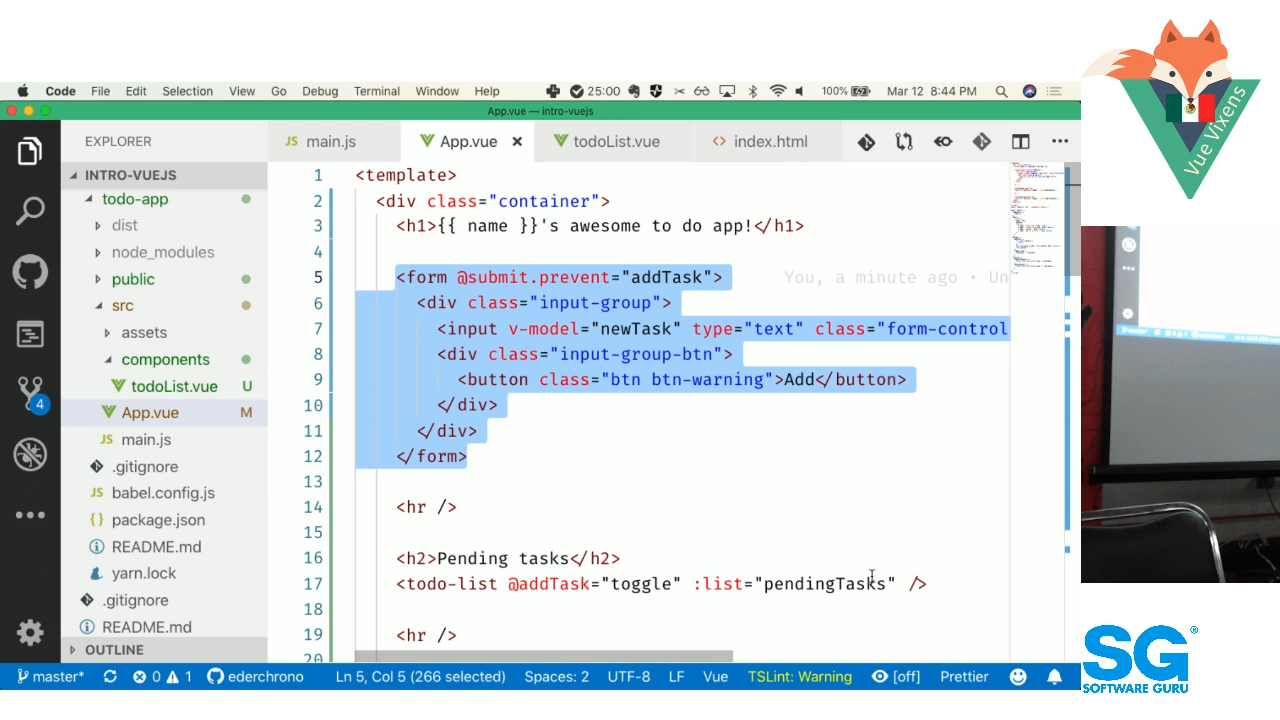 Code File Edit Selection View Go Debug Terminal Window Help 25:00 100% Mar 12 8:44 PM
App.vue — intro-vuejs
EXPLORER
JS main.js
App.vue
todoList.vue
<> index.html
INTRO-VUEJS
todo-app
dist
node_modules
public
src
assets
components
todoList.vue U
App.vue M
JS main.js
.gitignore
JS babel.config.js
{} package.json
README.md
yarn.lock
.gitignore
README.md
OUTLINE
4
1 <template>
2 <div class="container">
3 <h1>{{ name }}'s awesome to do app!</h1>
4
5 <form @submit.prevent="addTask"> You, a minute ago • Un
6 <div class="input-group">
7 <input v-model="newTask" type="text" class="form-control
8 <div class="input-group-btn">
9 <button class="btn btn-warning">Add</button>
10 </div>
11 </div>
12 </form>
13
14 <hr />
15
16 <h2>Pending tasks</h2>
17 <todo-list @addTask="toggle" :list="pendingTasks" />
18
19 <hr />
20
master* 0 1 ederchrono Ln 5, Col 5 (266 selected) Spaces: 2 UTF-8 LF Vue TSLint: Warning [off] Prettier
Vue Vixens
SG®
SOFTWARE GURU